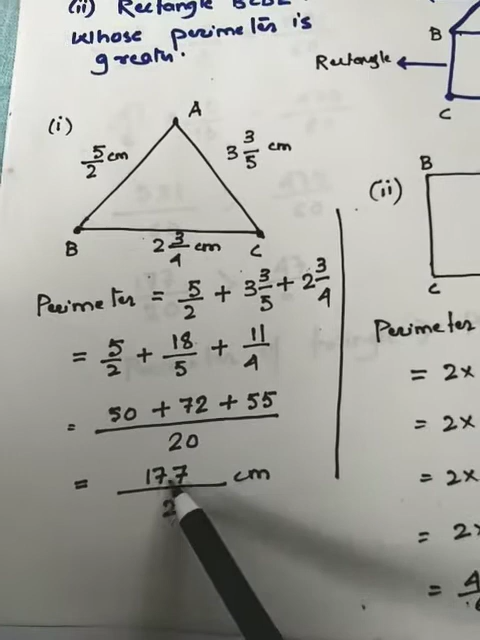 (ii) Rectangle BCDE
whose perimeter is
greater.
B
Rectangle
C
(i)
A
5/2 cm
3 3/5 cm
B
2 3/4 cm
C
Perimeter = 5/2 + 3 3/5 + 2 3/4
= 5/2 + 18/5 + 11/4
= 50 + 72 + 55 / 20
= 177 / 2 cm
(ii)
B
C
Perimeter
= 2×
= 2×
= 2×
= 2×
= 4